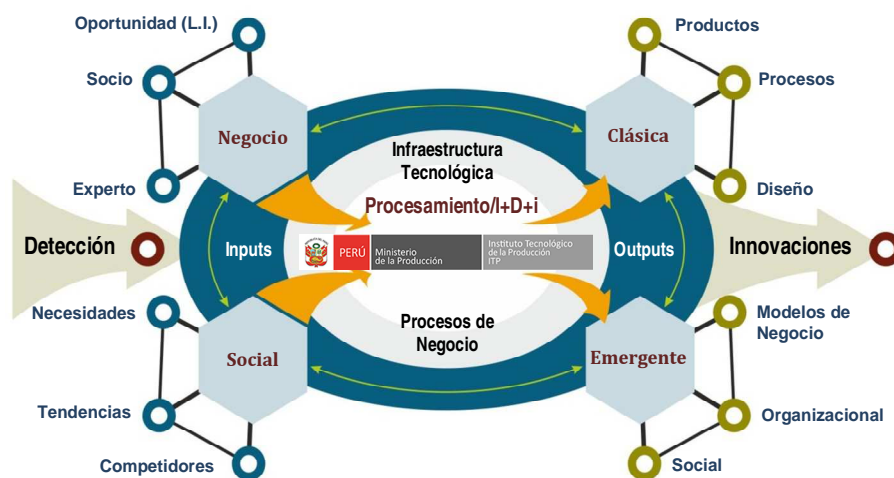 Oportunidad (L.I.)
Socio
Experto
Negocio
Productos
Procesos
Diseño
Clásica
Infraestructura
Tecnológica
Procesamiento/I+D+i
Detección
Inputs
PERÚ
Ministerio
de la Producción
Instituto Tecnológico
de la Producción
ITP
Outputs
Innovaciones
Procesos de
Negocio
Necesidades
Tendencias
Competidores
Social
Emergente
Modelos de
Negocio
Organizacional
Social